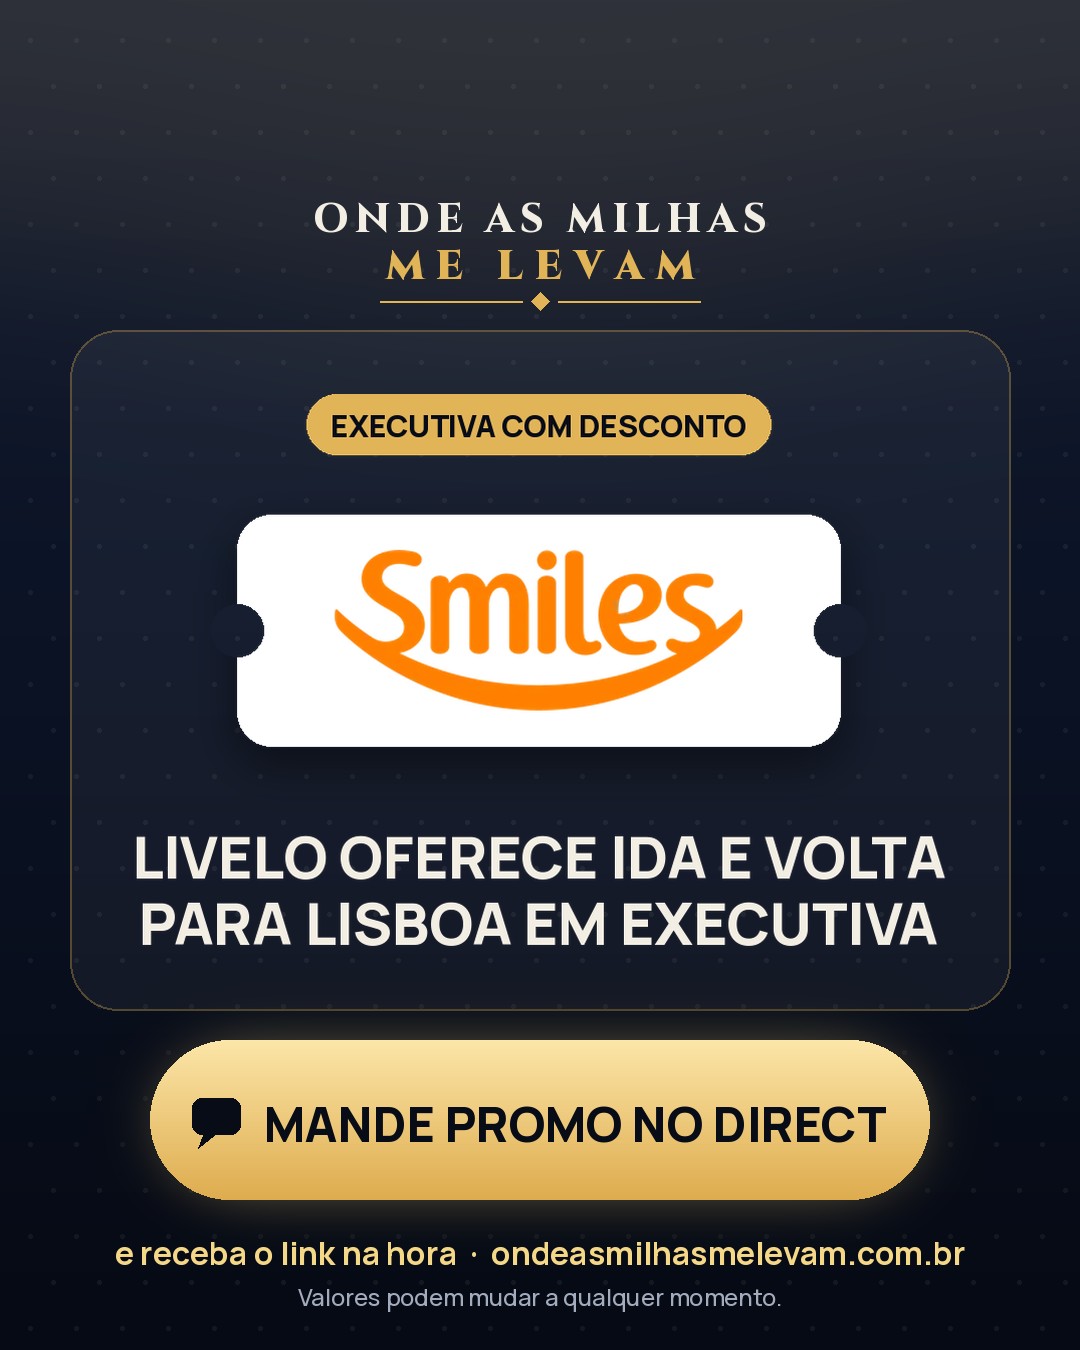 ONDE AS MILHAS
ME LEVAM
EXECUTIVA COM DESCONTO
Smiles
LIVELO OFERECE IDA E VOLTA
PARA LISBOA EM EXECUTIVA
MANDE PROMO NO DIRECT
e receba o link na hora · ondeasmilhasmelevam.com.br
Valores podem mudar a qualquer momento.